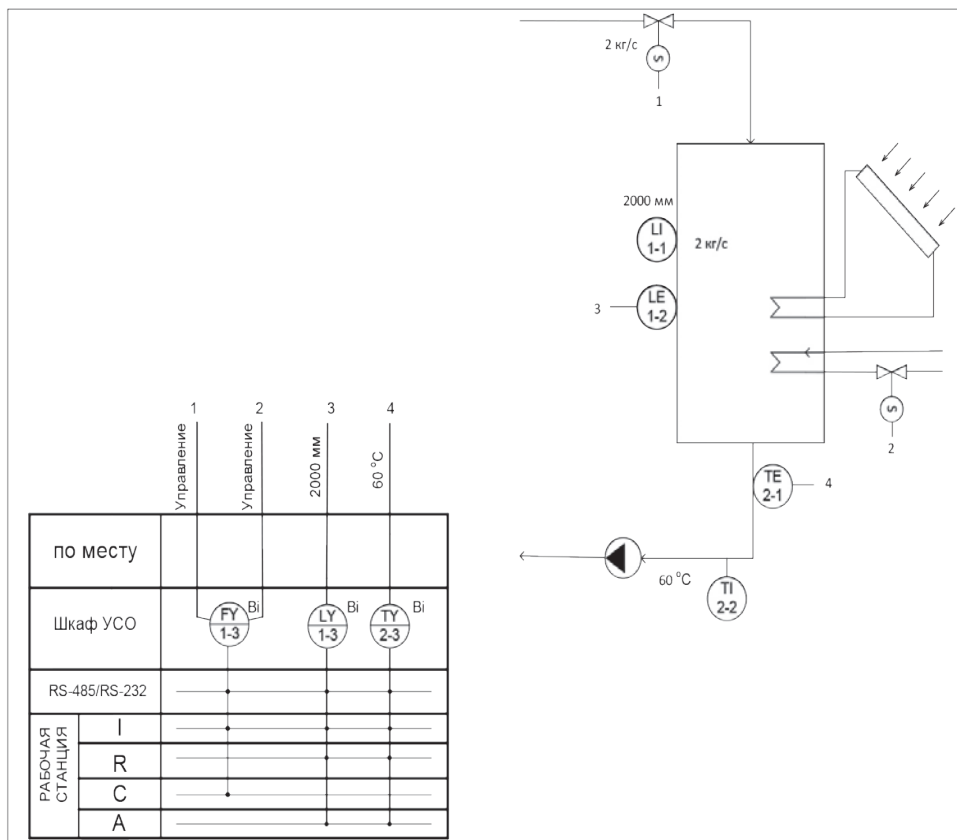 2 кг/с
S
1
2000 мм
LI
1-1
2 кг/с
LE
1-2
3
S
2
TE
2-1
4
60 °C
TI
2-2
1
2
3
4
Управление
Управление
2000 мм
60 °C
по месту
Шкаф УСО
FY
1-3
Bi
LY
1-3
Bi
TY
2-3
Bi
RS-485/RS-232
РАБОЧАЯ
СТАНЦИЯ
I
R
C
A